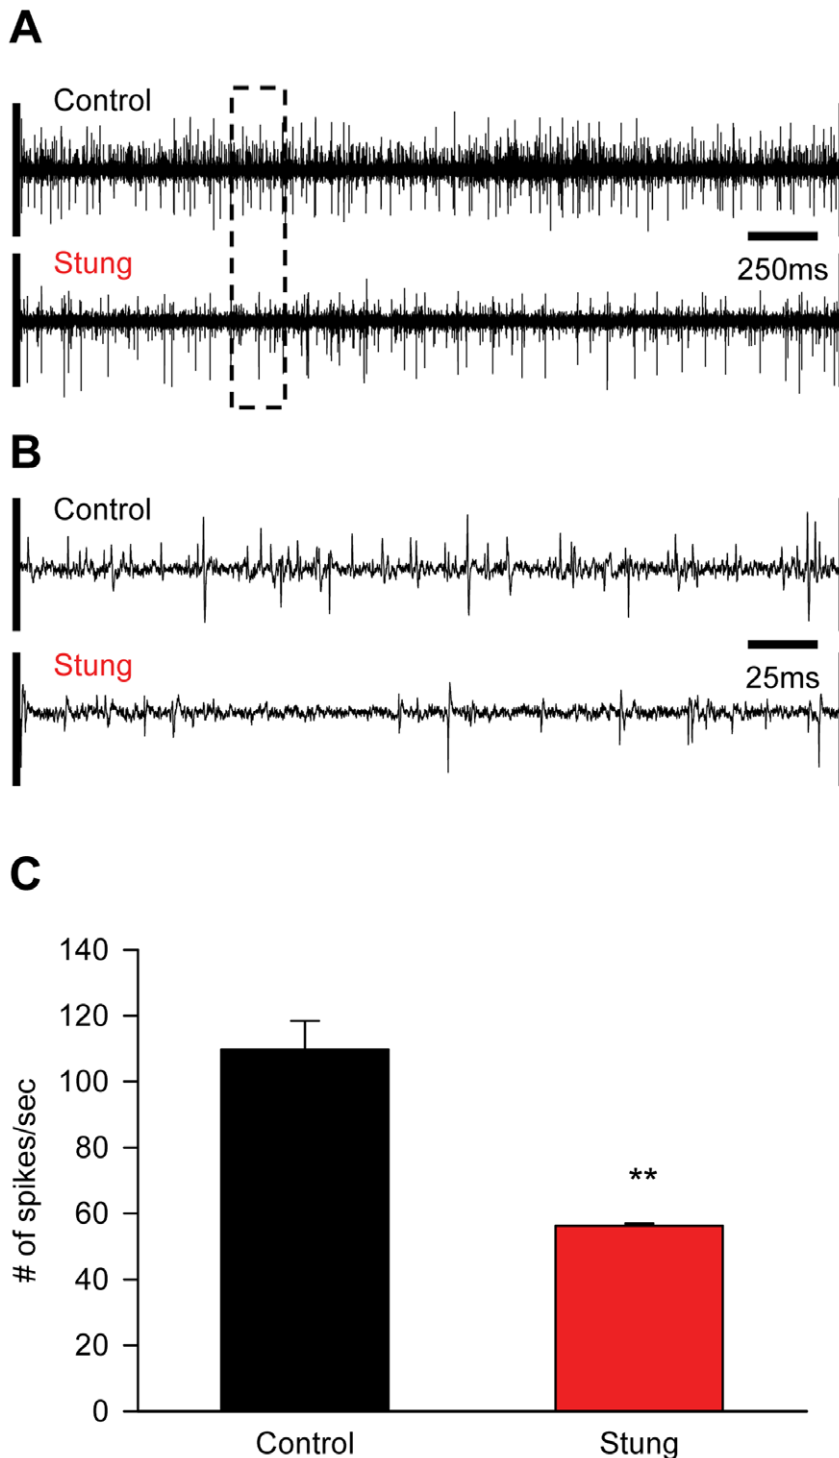 A
Control
Stung
250ms
B
Control
Stung
25ms
C
140
120
100
80
60
40
20
0
# of spikes/sec
**
Control
Stung